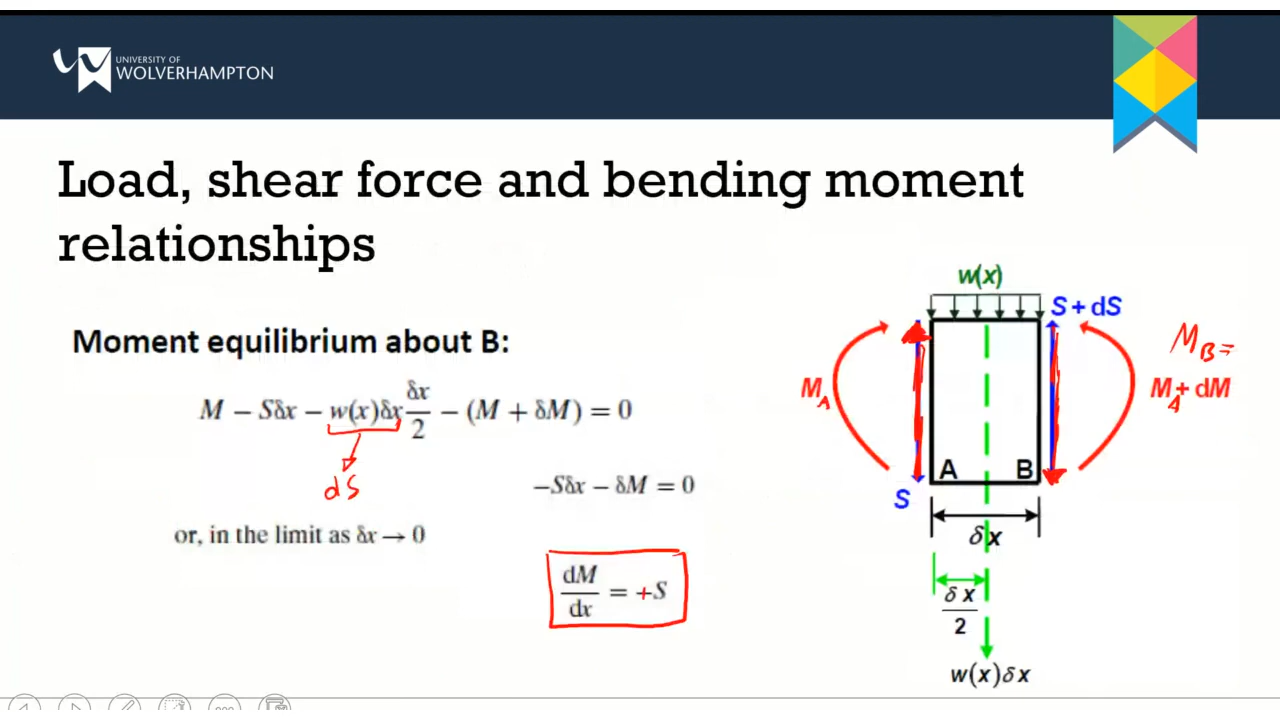 UNIVERSITY OF
WOLVERHAMPTON
Load, shear force and bending moment
relationships
Moment equilibrium about B:
M − Sδx − w(x)δx δx/2 − (M + δM) = 0
dS
−Sδx − δM = 0
or, in the limit as δx → 0
dM/dx = +S
w(x)
S + dS
M_B =
M_A
M_A + dM
A B
S
δx
δx/2
w(x)δx